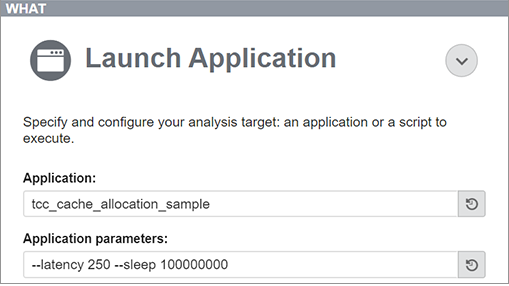 WHAT
Launch Application
Specify and configure your analysis target: an application or a script to
execute.
Application:
tcc_cache_allocation_sample
Application parameters:
--latency 250 --sleep 100000000